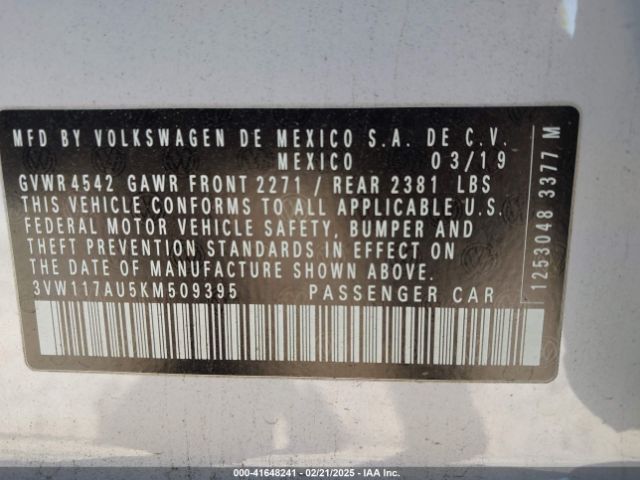 MFD BY VOLKSWAGEN DE MEXICO S.A. DE C.V.
MEXICO 03/19
GVWR 4542 GAWR FRONT 2271 / REAR 2381 LBS
THIS VEHICLE CONFORMS TO ALL APPLICABLE U.S.
FEDERAL MOTOR VEHICLE SAFETY, BUMPER AND
THEFT PREVENTION STANDARDS IN EFFECT ON
THE DATE OF MANUFACTURE SHOWN ABOVE.
3VW117AU5KM509395 PASSENGER CAR
1253048 3377 M
000-41648241 - 02/21/2025 - IAA Inc.